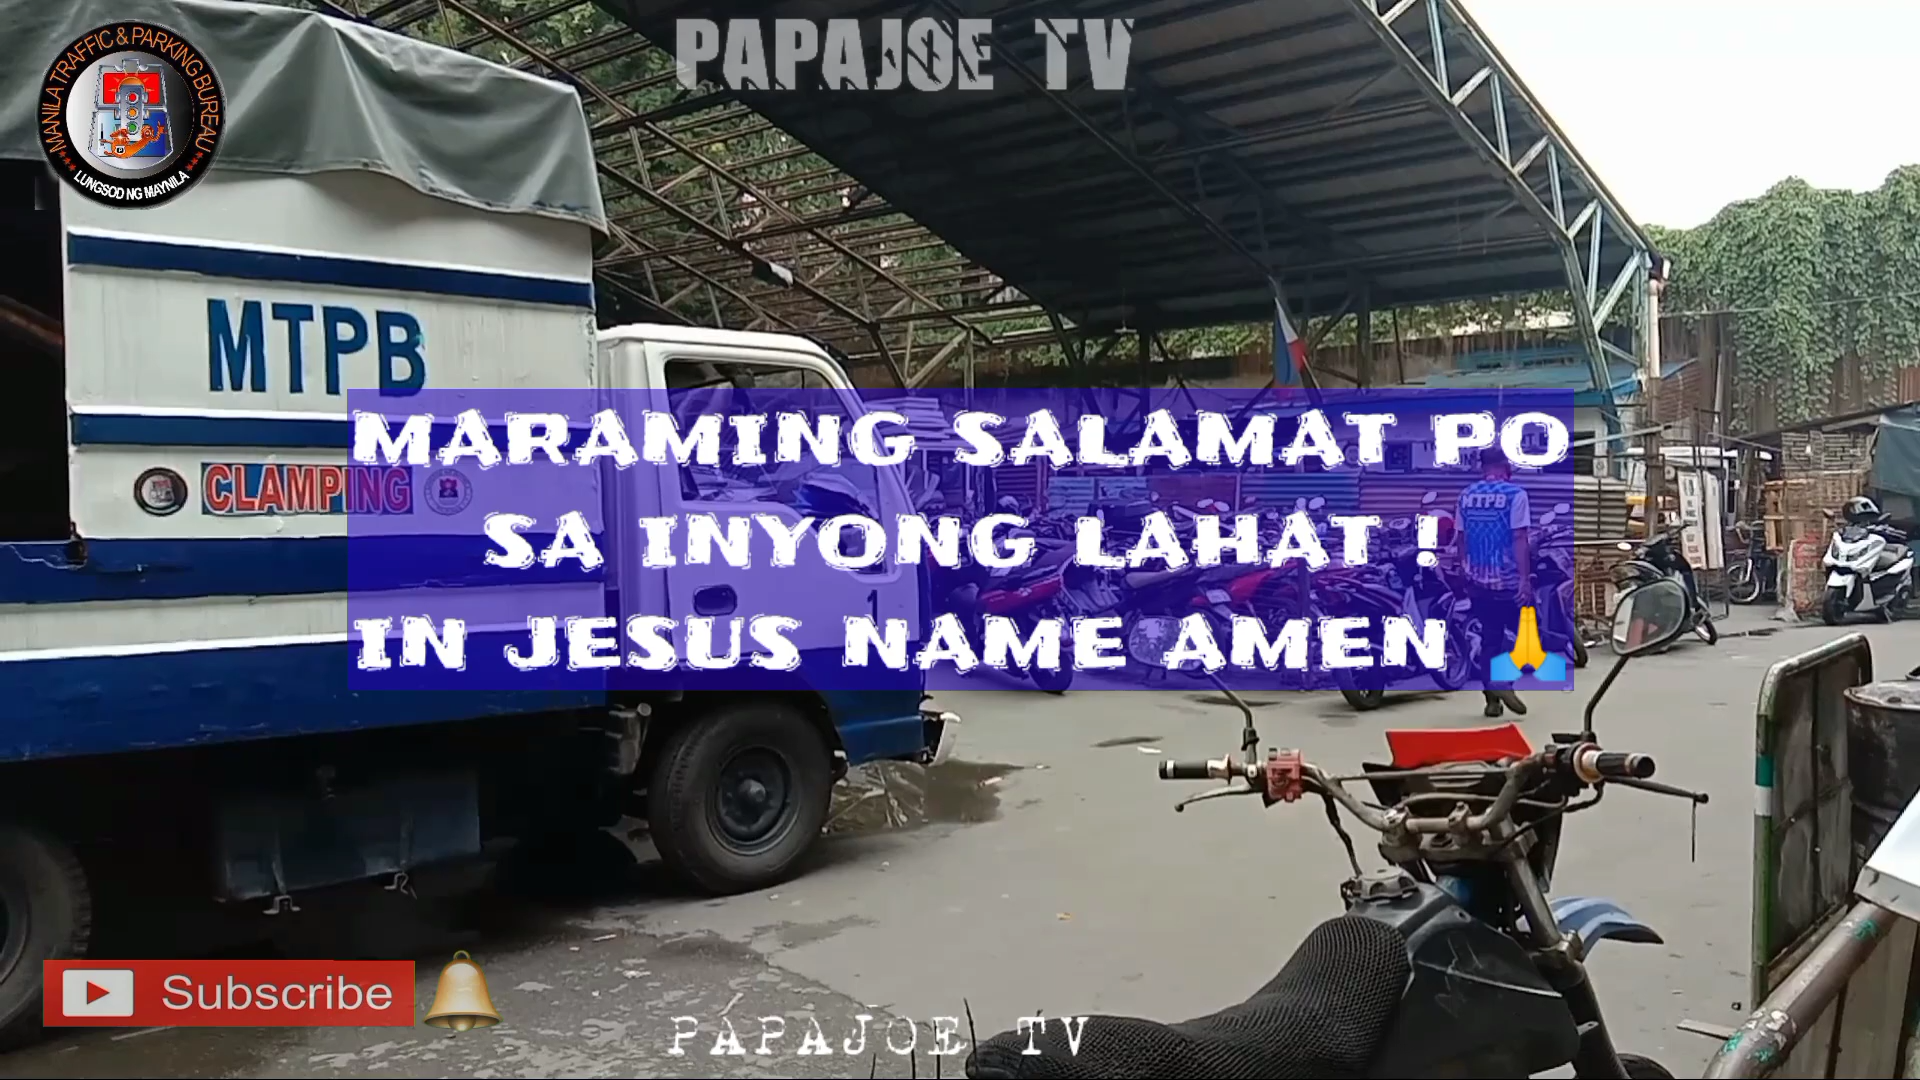 PAPAJOE TV
MANILA TRAFFIC & PARKING BUREAU
LUNGSOD NG MAYNILA
MTPB
CLAMPING
MARAMING SALAMAT PO
SA INYONG LAHAT !
IN JESUS NAME AMEN 🙏
MTPB
1
Subscribe
PAPAJOE TV